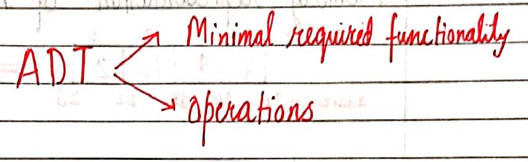 Minimal required functionality
ADT
Operations